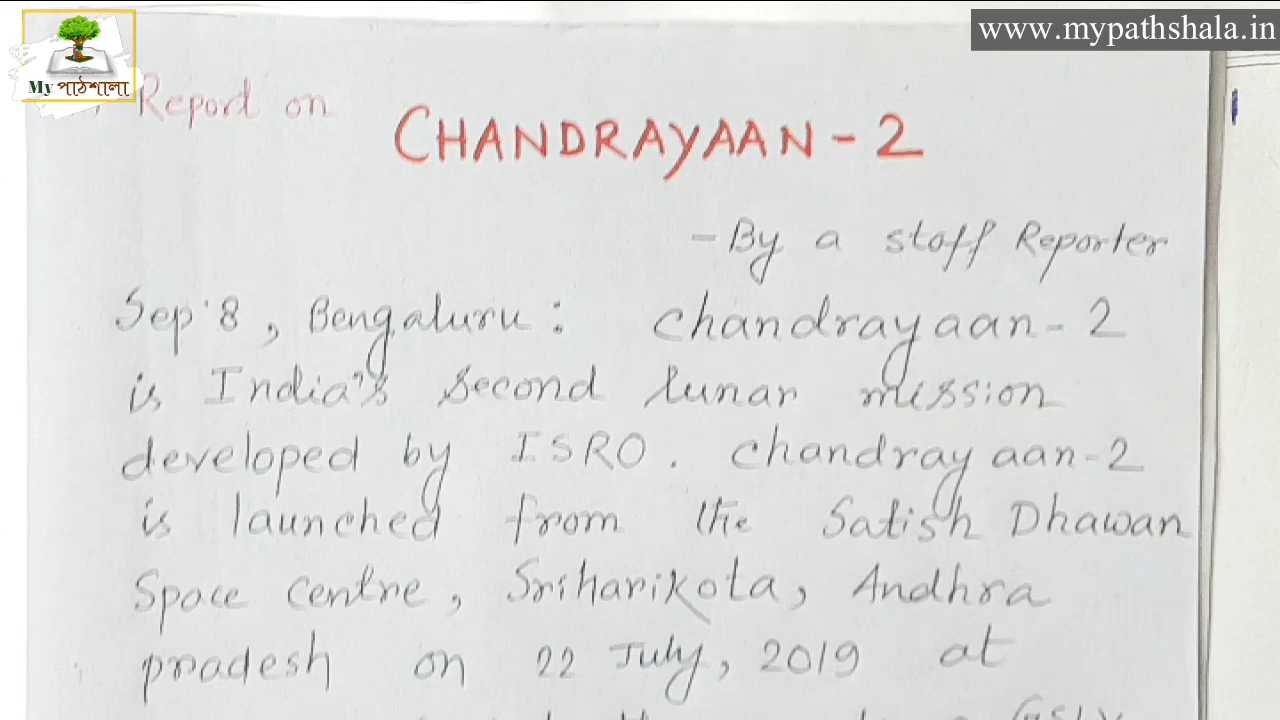 www.mypathshala.in
My পাঠশালা
Report on
CHANDRAYAAN - 2
- By a staff Reporter
Sep'8, Bengaluru: Chandrayaan-2
is India's second lunar mission
developed by ISRO. Chandrayaan-2
is launched from the Satish Dhawan
Space Centre, Sriharikota, Andhra
pradesh on 22 July, 2019 at